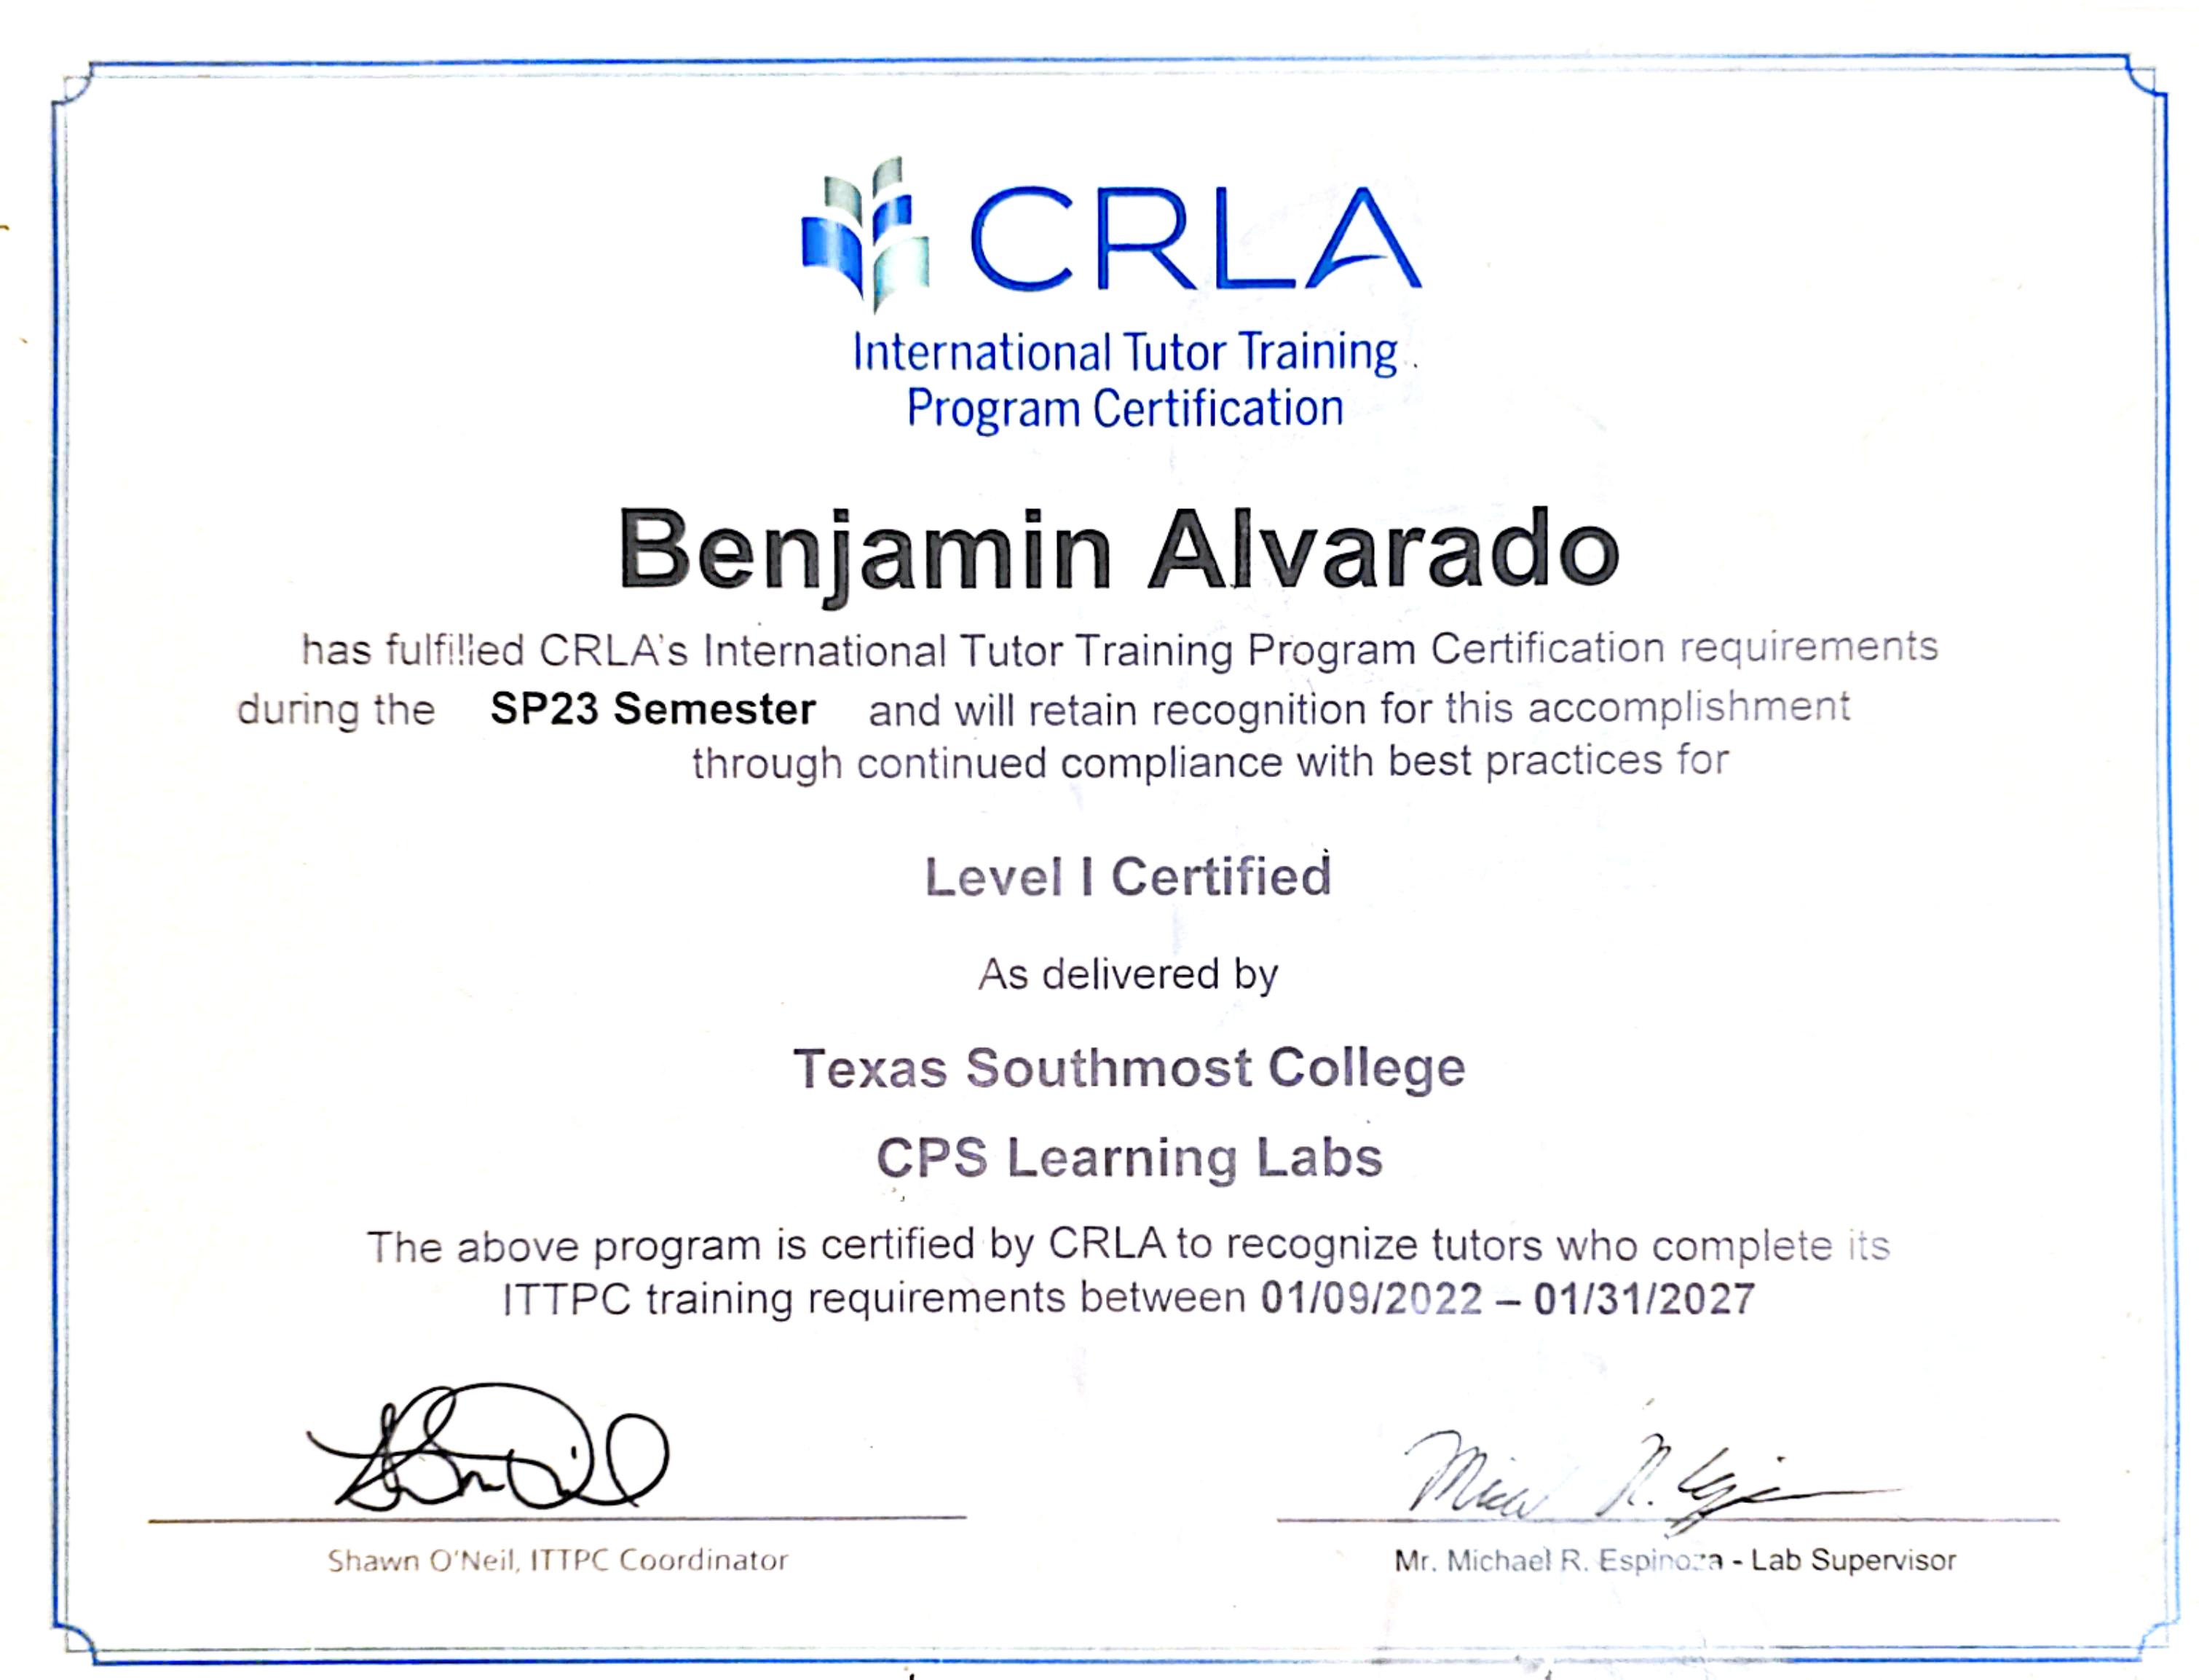 CRLA
International Tutor Training
Program Certification
Benjamin Alvarado
has fulfilled CRLA's International Tutor Training Program Certification requirements
during the SP23 Semester and will retain recognition for this accomplishment
through continued compliance with best practices for
Level I Certified
As delivered by
Texas Southmost College
CPS Learning Labs
The above program is certified by CRLA to recognize tutors who complete its
ITTPC training requirements between 01/09/2022 – 01/31/2027
Shawn O'Neil, ITTPC Coordinator
Mr. Michael R. Espinoza - Lab Supervisor